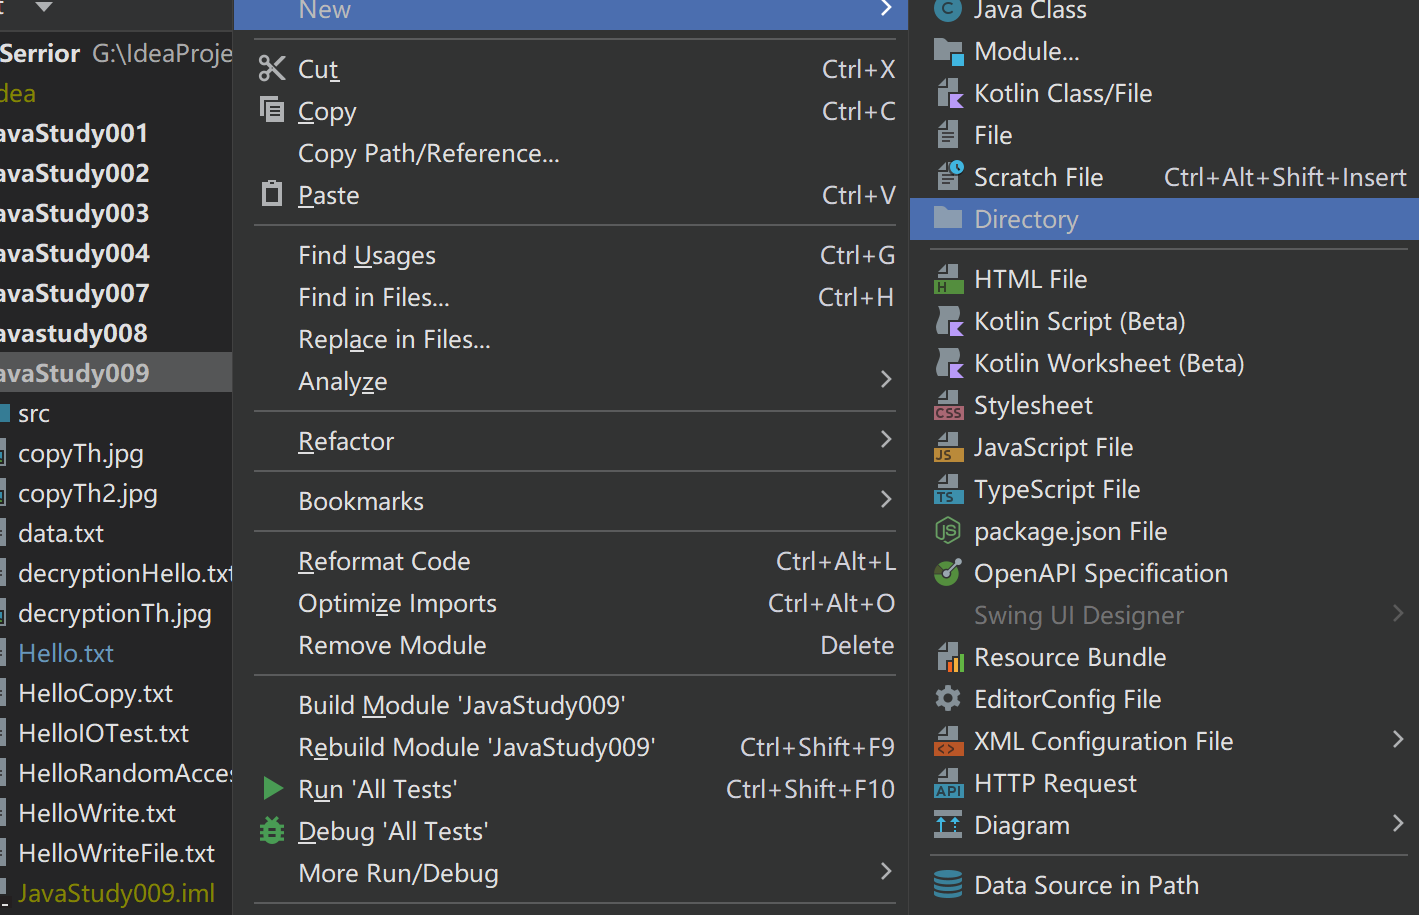 t
Serrior G:\IdeaProje
dea
avaStudy001
avaStudy002
avaStudy003
avaStudy004
avaStudy007
avastudy008
avaStudy009
src
copyTh.jpg
copyTh2.jpg
data.txt
decryptionHello.txt
decryptionTh.jpg
Hello.txt
HelloCopy.txt
HelloIOTest.txt
HelloRandomAcces
HelloWrite.txt
HelloWriteFile.txt
JavaStudy009.iml
New
Cut Ctrl+X
Copy Ctrl+C
Copy Path/Reference...
Paste Ctrl+V
Find Usages Ctrl+G
Find in Files... Ctrl+H
Replace in Files...
Analyze
Refactor
Bookmarks
Reformat Code Ctrl+Alt+L
Optimize Imports Ctrl+Alt+O
Remove Module Delete
Build Module 'JavaStudy009'
Rebuild Module 'JavaStudy009' Ctrl+Shift+F9
Run 'All Tests' Ctrl+Shift+F10
Debug 'All Tests'
More Run/Debug
Java Class
Module...
Kotlin Class/File
File
Scratch File Ctrl+Alt+Shift+Insert
Directory
HTML File
Kotlin Script (Beta)
Kotlin Worksheet (Beta)
Stylesheet
JavaScript File
TypeScript File
package.json File
OpenAPI Specification
Swing UI Designer
Resource Bundle
EditorConfig File
XML Configuration File
HTTP Request
Diagram
Data Source in Path